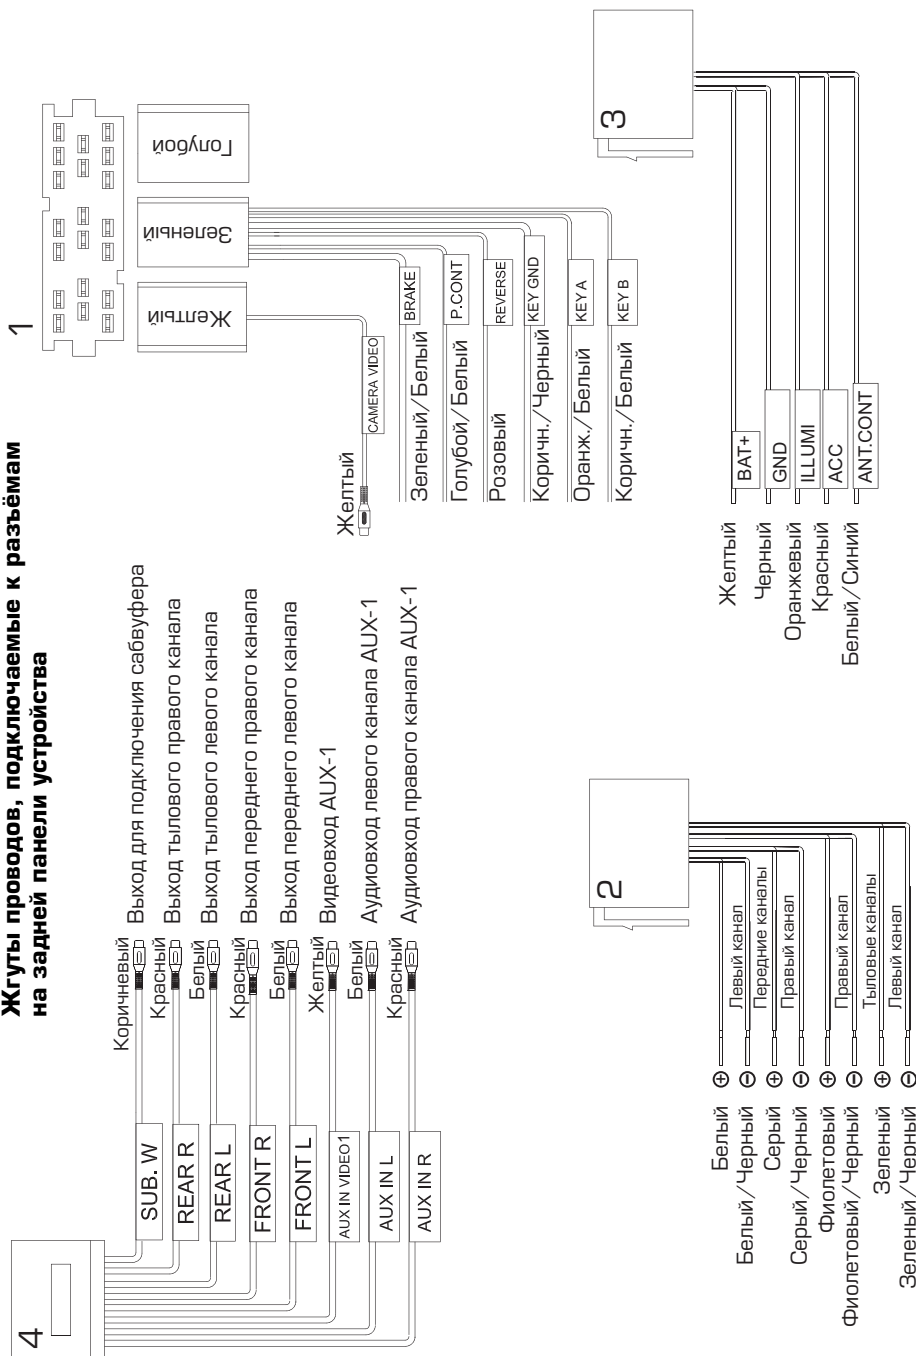 Жгуты проводов, подключаемые к разъёмам
на задней панели устройства
1
Желтый
Зеленый
Голубой
CAMERA VIDEO
Желтый
BRAKE
Зеленый/Белый
P.CONT
Голубой/Белый
REVERSE
Розовый
KEY GND
Коричн./Черный
KEY A
Оранж./Белый
KEY B
Коричн./Белый
4
SUB. W
Коричневый
Выход для подключения сабвуфера
REAR R
Красный
Выход тылового правого канала
REAR L
Белый
Выход тылового левого канала
FRONT R
Красный
Выход переднего правого канала
FRONT L
Белый
Выход переднего левого канала
AUX IN VIDEO1
Желтый
Видеовход AUX-1
AUX IN L
Белый
Аудиовход левого канала AUX-1
AUX IN R
Красный
Аудиовход правого канала AUX-1
3
Желтый
BAT+
Черный
GND
Оранжевый
ILLUMI
Красный
ACC
Белый/Синий
ANT.CONT
2
Белый ⊕
Левый канал
Белый/Черный ⊖
Передние каналы
Серый ⊕
Правый канал
Серый/Черный ⊖
Фиолетовый ⊕
Правый канал
Фиолетовый/Черный ⊖
Тыловые каналы
Зеленый ⊕
Левый канал
Зеленый/Черный ⊖